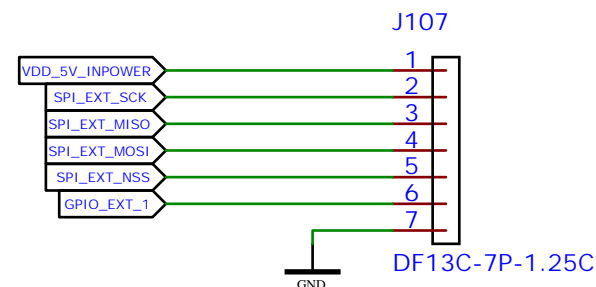 J107
VDD_5V_INPOWER 1
SPI_EXT_SCK 2
SPI_EXT_MISO 3
SPI_EXT_MOSI 4
SPI_EXT_NSS 5
GPIO_EXT_1 6
7
DF13C-7P-1.25C
GND